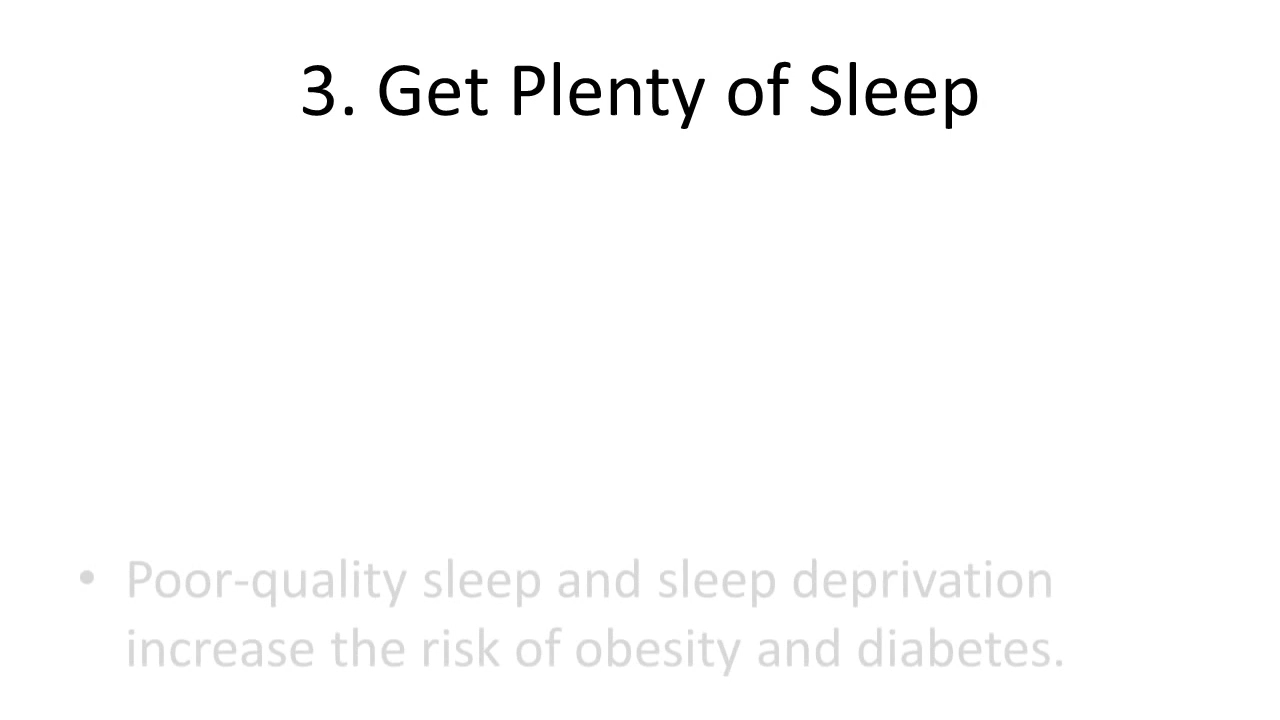 3. Get Plenty of Sleep
• Poor-quality sleep and sleep deprivation
increase the risk of obesity and diabetes.